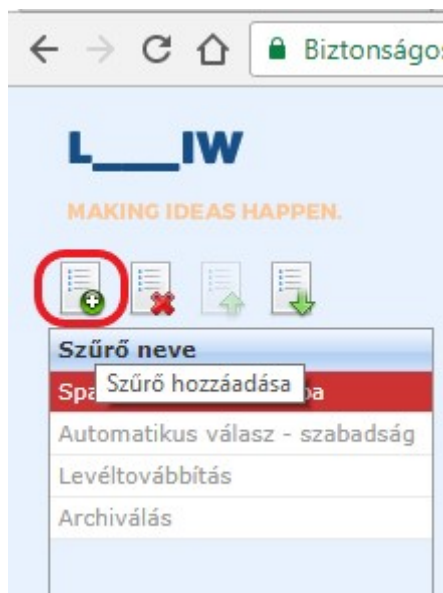 Biztonságos
L___IW
MAKING IDEAS HAPPEN.
Szűrő neve
Szűrő hozzáadása
Automatikus válasz - szabadság
Levéltovábbítás
Archiválás